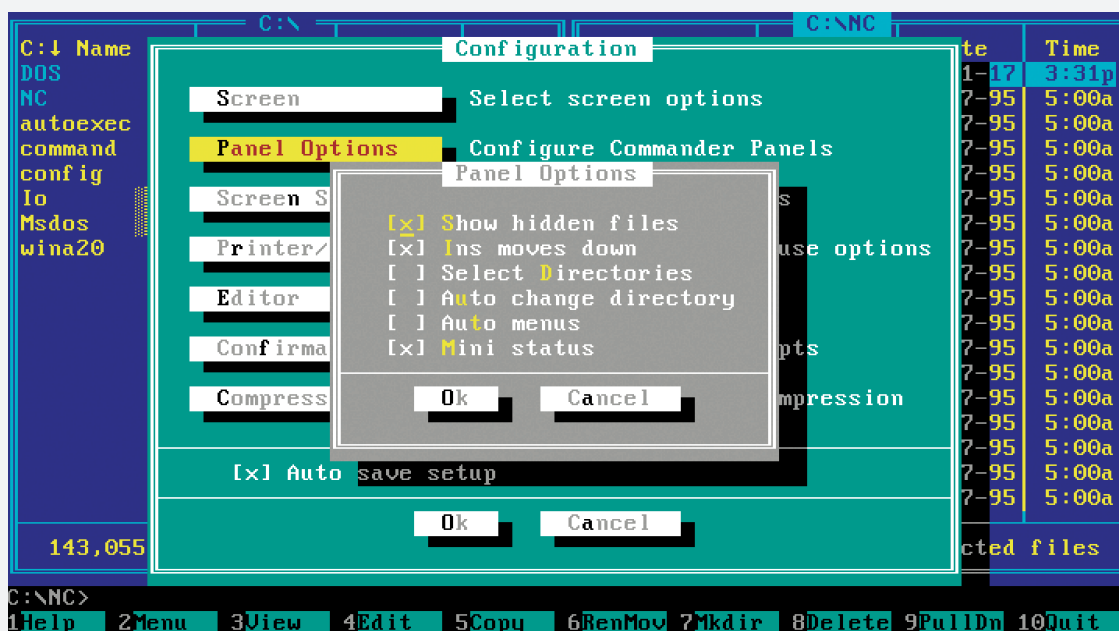 C:\ C:\NC
C:↓ Name Configuration te Time
DOS 1-17 3:31p
NC Screen Select screen options 7-95 5:00a
autoexec 7-95 5:00a
command Panel Options Configure Commander Panels 7-95 5:00a
config Panel Options 7-95 5:00a
Io Screen S s 7-95 5:00a
Msdos [x] Show hidden files 7-95 5:00a
wina20 Printer/ [x] Ins moves down use options 7-95 5:00a
[ ] Select Directories 7-95 5:00a
Editor [ ] Auto change directory 7-95 5:00a
[ ] Auto menus 7-95 5:00a
Confirma [x] Mini status pts 7-95 5:00a
7-95 5:00a
Compress Ok Cancel mpression 7-95 5:00a
7-95 5:00a
7-95 5:00a
[x] Auto save setup 7-95 5:00a
7-95 5:00a
Ok Cancel
143,055 cted files
C:\NC>
1Help 2Menu 3View 4Edit 5Copy 6RenMov 7Mkdir 8Delete 9PullDn 10Quit